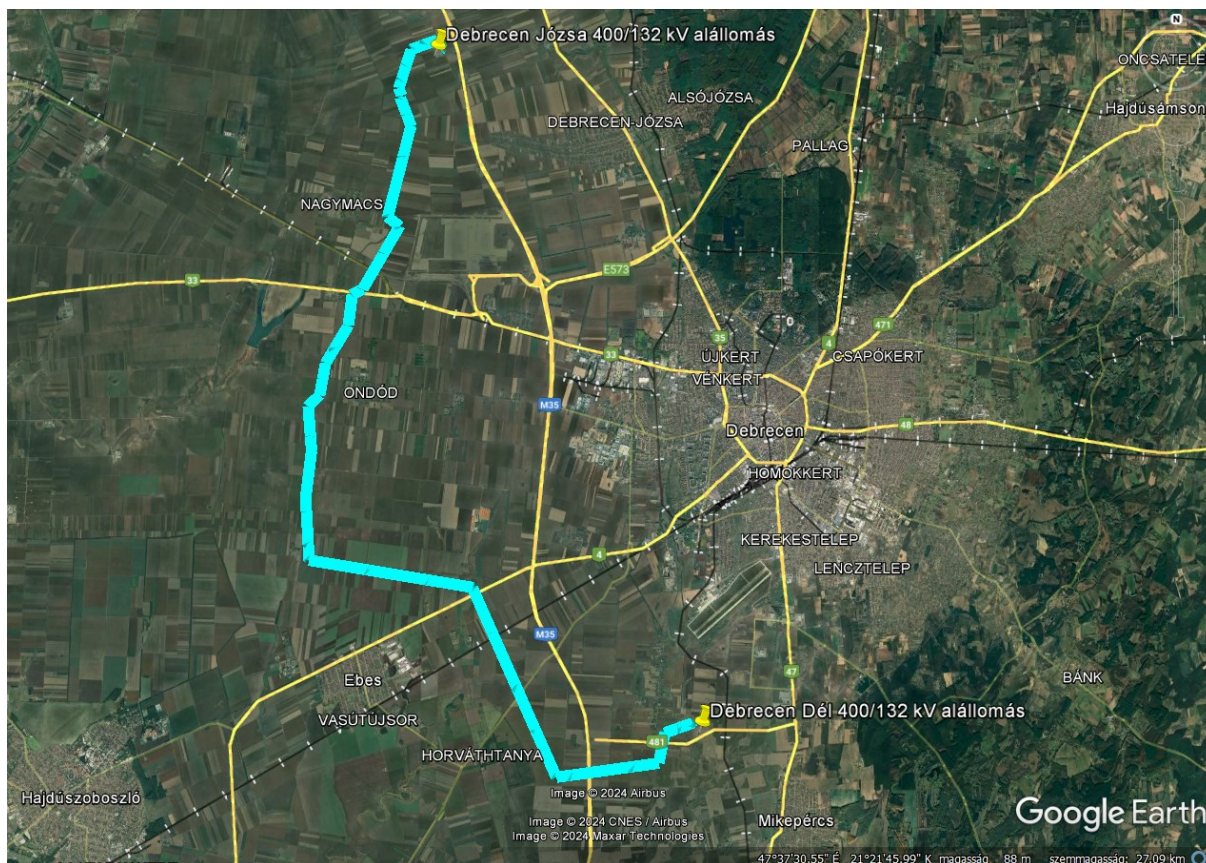 N
Debrecen Józsa 400/132 kV alállomás
ONCSATELE
ALSÓJÓZSA
Hajdúsámson
DEBRECEN-JÓZSA
PALLAG
NAGYMACS
E573
33
471
35
4
ÚJKERT
CSAPÓKERT
33
VÉNKERT
ONDÓD
M35
48
Debrecen
HOMOKKERT
4
KEREKESTELEP
LENCZTELEP
M35
47
Ebes
BÁNK
VASÚTÚJSOR
Debrecen Dél 400/132 kV alállomás
481
HORVÁTHTANYA
Image © 2024 Airbus
Hajdúszoboszló
Image © 2024 CNES / Airbus
Image © 2024 Maxar Technologies
Mikepércs
Google Earth
47°37'30.55" É 21°21'45.99" K magasság 88 m szemmagasság: 27.09 km